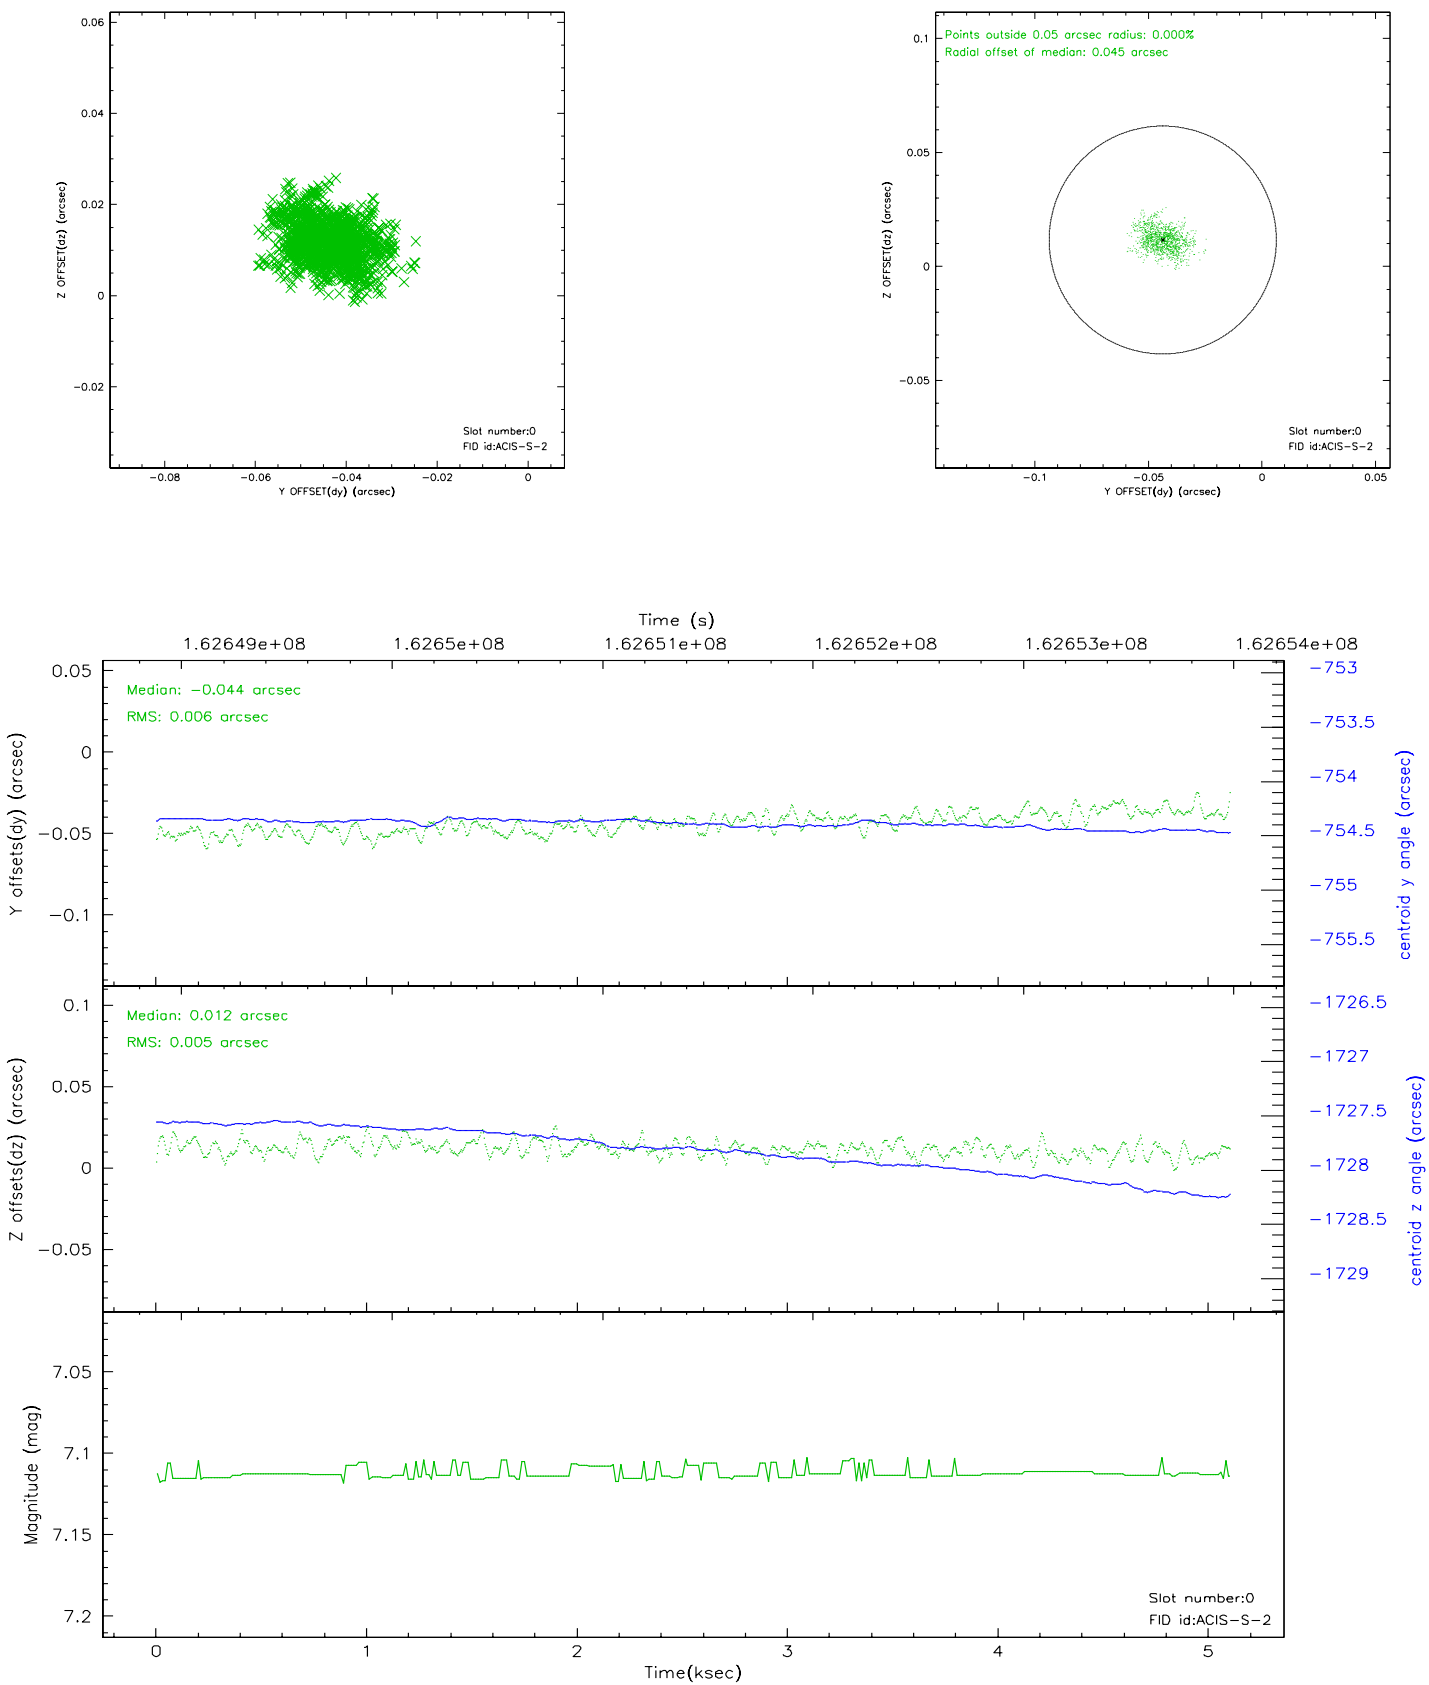 0.06
0.04
0.02
0
−0.02
Z OFFSET(dz) (arcsec)
Slot number:0
FID id:ACIS−S−2
−0.08
−0.06
−0.04
−0.02
0
Y OFFSET(dy) (arcsec)
Points outside 0.05 arcsec radius: 0.000%
Radial offset of median: 0.045 arcsec
0.1
0.05
0
−0.05
Z OFFSET(dz) (arcsec)
Slot number:0
FID id:ACIS−S−2
−0.1
−0.05
0
0.05
Y OFFSET(dy) (arcsec)
Time (s)
1.62649e+08
1.6265e+08
1.62651e+08
1.62652e+08
1.62653e+08
1.62654e+08
Median: −0.044 arcsec
RMS: 0.006 arcsec
0.05
0
−0.05
−0.1
Y offsets(dy) (arcsec)
−753
−753.5
−754
−754.5
−755
−755.5
centroid y angle (arcsec)
Median: 0.012 arcsec
RMS: 0.005 arcsec
0.1
0.05
0
−0.05
Z offsets(dz) (arcsec)
−1726.5
−1727
−1727.5
−1728
−1728.5
−1729
centroid z angle (arcsec)
7.05
7.1
7.15
7.2
Magnitude (mag)
Slot number:0
FID id:ACIS−S−2
0
1
2
3
4
5
Time(ksec)